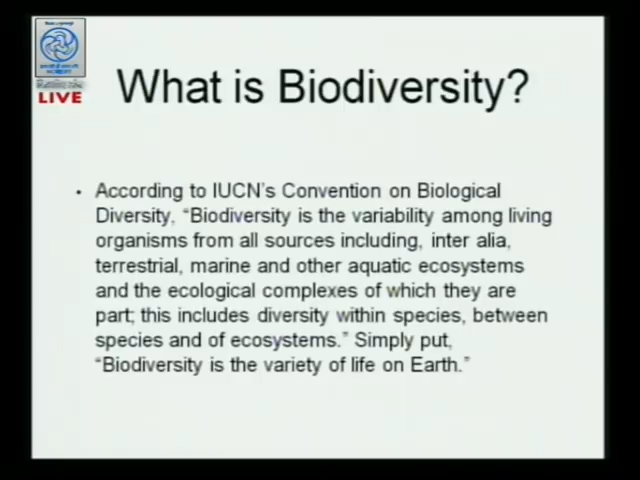 LIVE
What is Biodiversity?
• According to IUCN's Convention on Biological
Diversity, “Biodiversity is the variability among living
organisms from all sources including, inter alia,
terrestrial, marine and other aquatic ecosystems
and the ecological complexes of which they are
part; this includes diversity within species, between
species and of ecosystems.” Simply put,
“Biodiversity is the variety of life on Earth.”